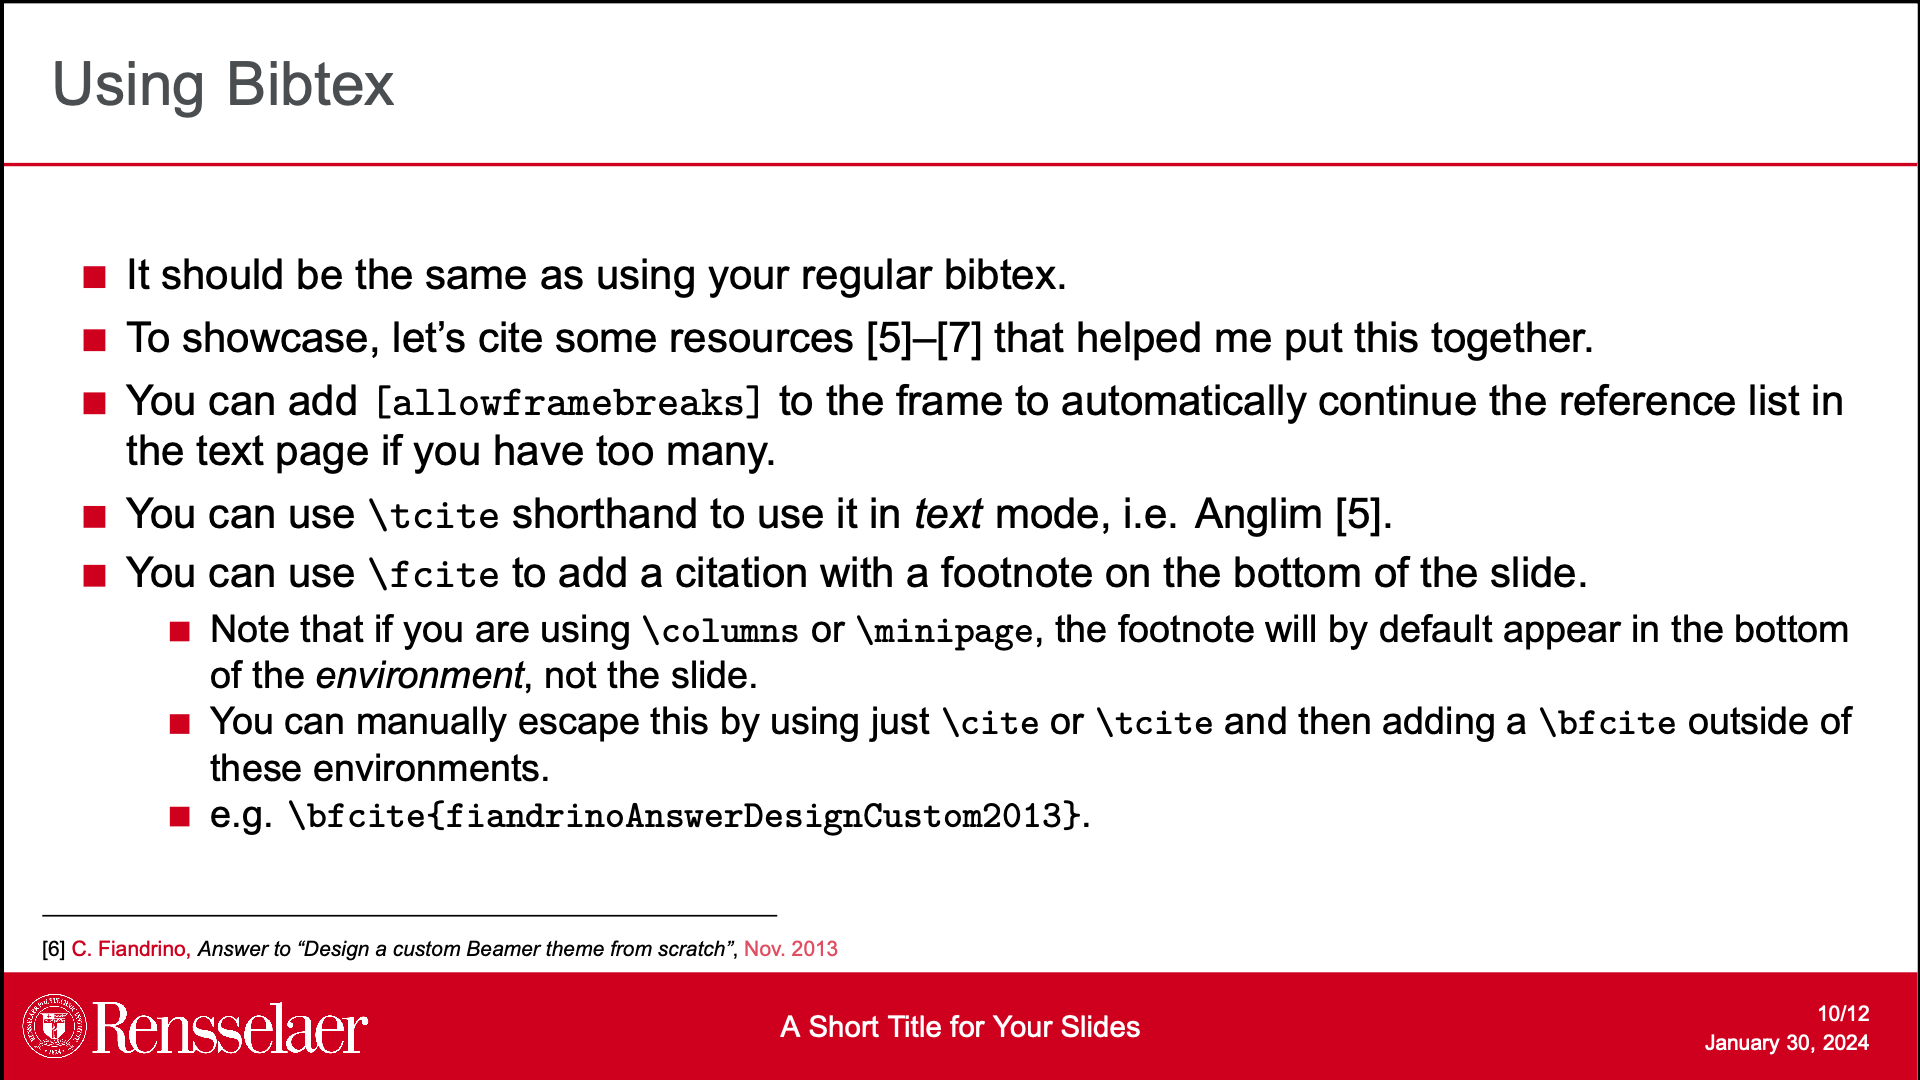 Using Bibtex
It should be the same as using your regular bibtex.
To showcase, let’s cite some resources [5]–[7] that helped me put this together.
You can add [allowframebreaks] to the frame to automatically continue the reference list in
the text page if you have too many.
You can use \tcite shorthand to use it in text mode, i.e. Anglim [5].
You can use \fcite to add a citation with a footnote on the bottom of the slide.
Note that if you are using \columns or \minipage, the footnote will by default appear in the bottom
of the environment, not the slide.
You can manually escape this by using just \cite or \tcite and then adding a \bfcite outside of
these environments.
e.g. \bfcite{fiandrinoAnswerDesignCustom2013}.
[6] C. Fiandrino, Answer to “Design a custom Beamer theme from scratch”, Nov. 2013
Rensselaer
A Short Title for Your Slides
10/12
January 30, 2024